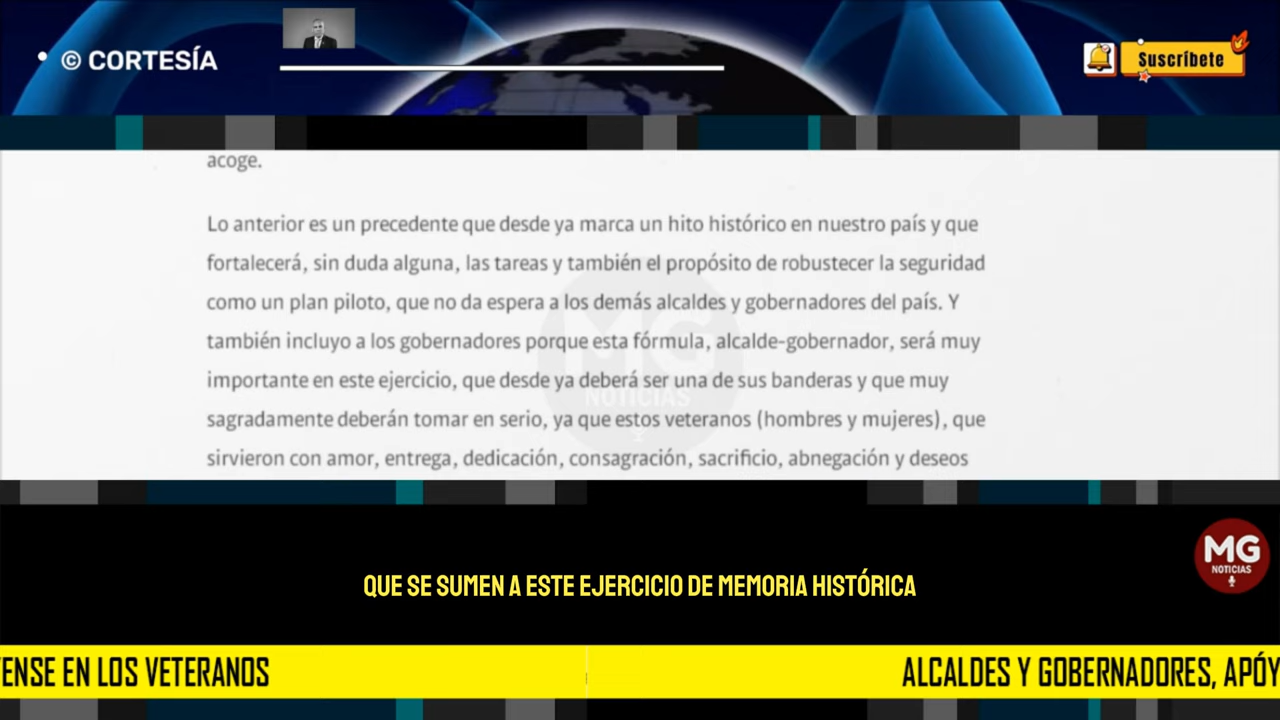 © CORTESÍA
Suscríbete
acoge.
Lo anterior es un precedente que desde ya marca un hito histórico en nuestro país y que
fortalecerá, sin duda alguna, las tareas y también el propósito de robustecer la seguridad
como un plan piloto, que no da espera a los demás alcaldes y gobernadores del país. Y
también incluyo a los gobernadores porque esta fórmula, alcalde-gobernador, será muy
importante en este ejercicio, que desde ya deberá ser una de sus banderas y que muy
sagradamente deberán tomar en serio, ya que estos veteranos (hombres y mujeres), que
sirvieron con amor, entrega, dedicación, consagración, sacrificio, abnegación y deseos
MG
NOTICIAS
MG
NOTICIAS
QUE SE SUMEN A ESTE EJERCICIO DE MEMORIA HISTÓRICA
YENSE EN LOS VETERANOS
ALCALDES Y GOBERNADORES, APÓY